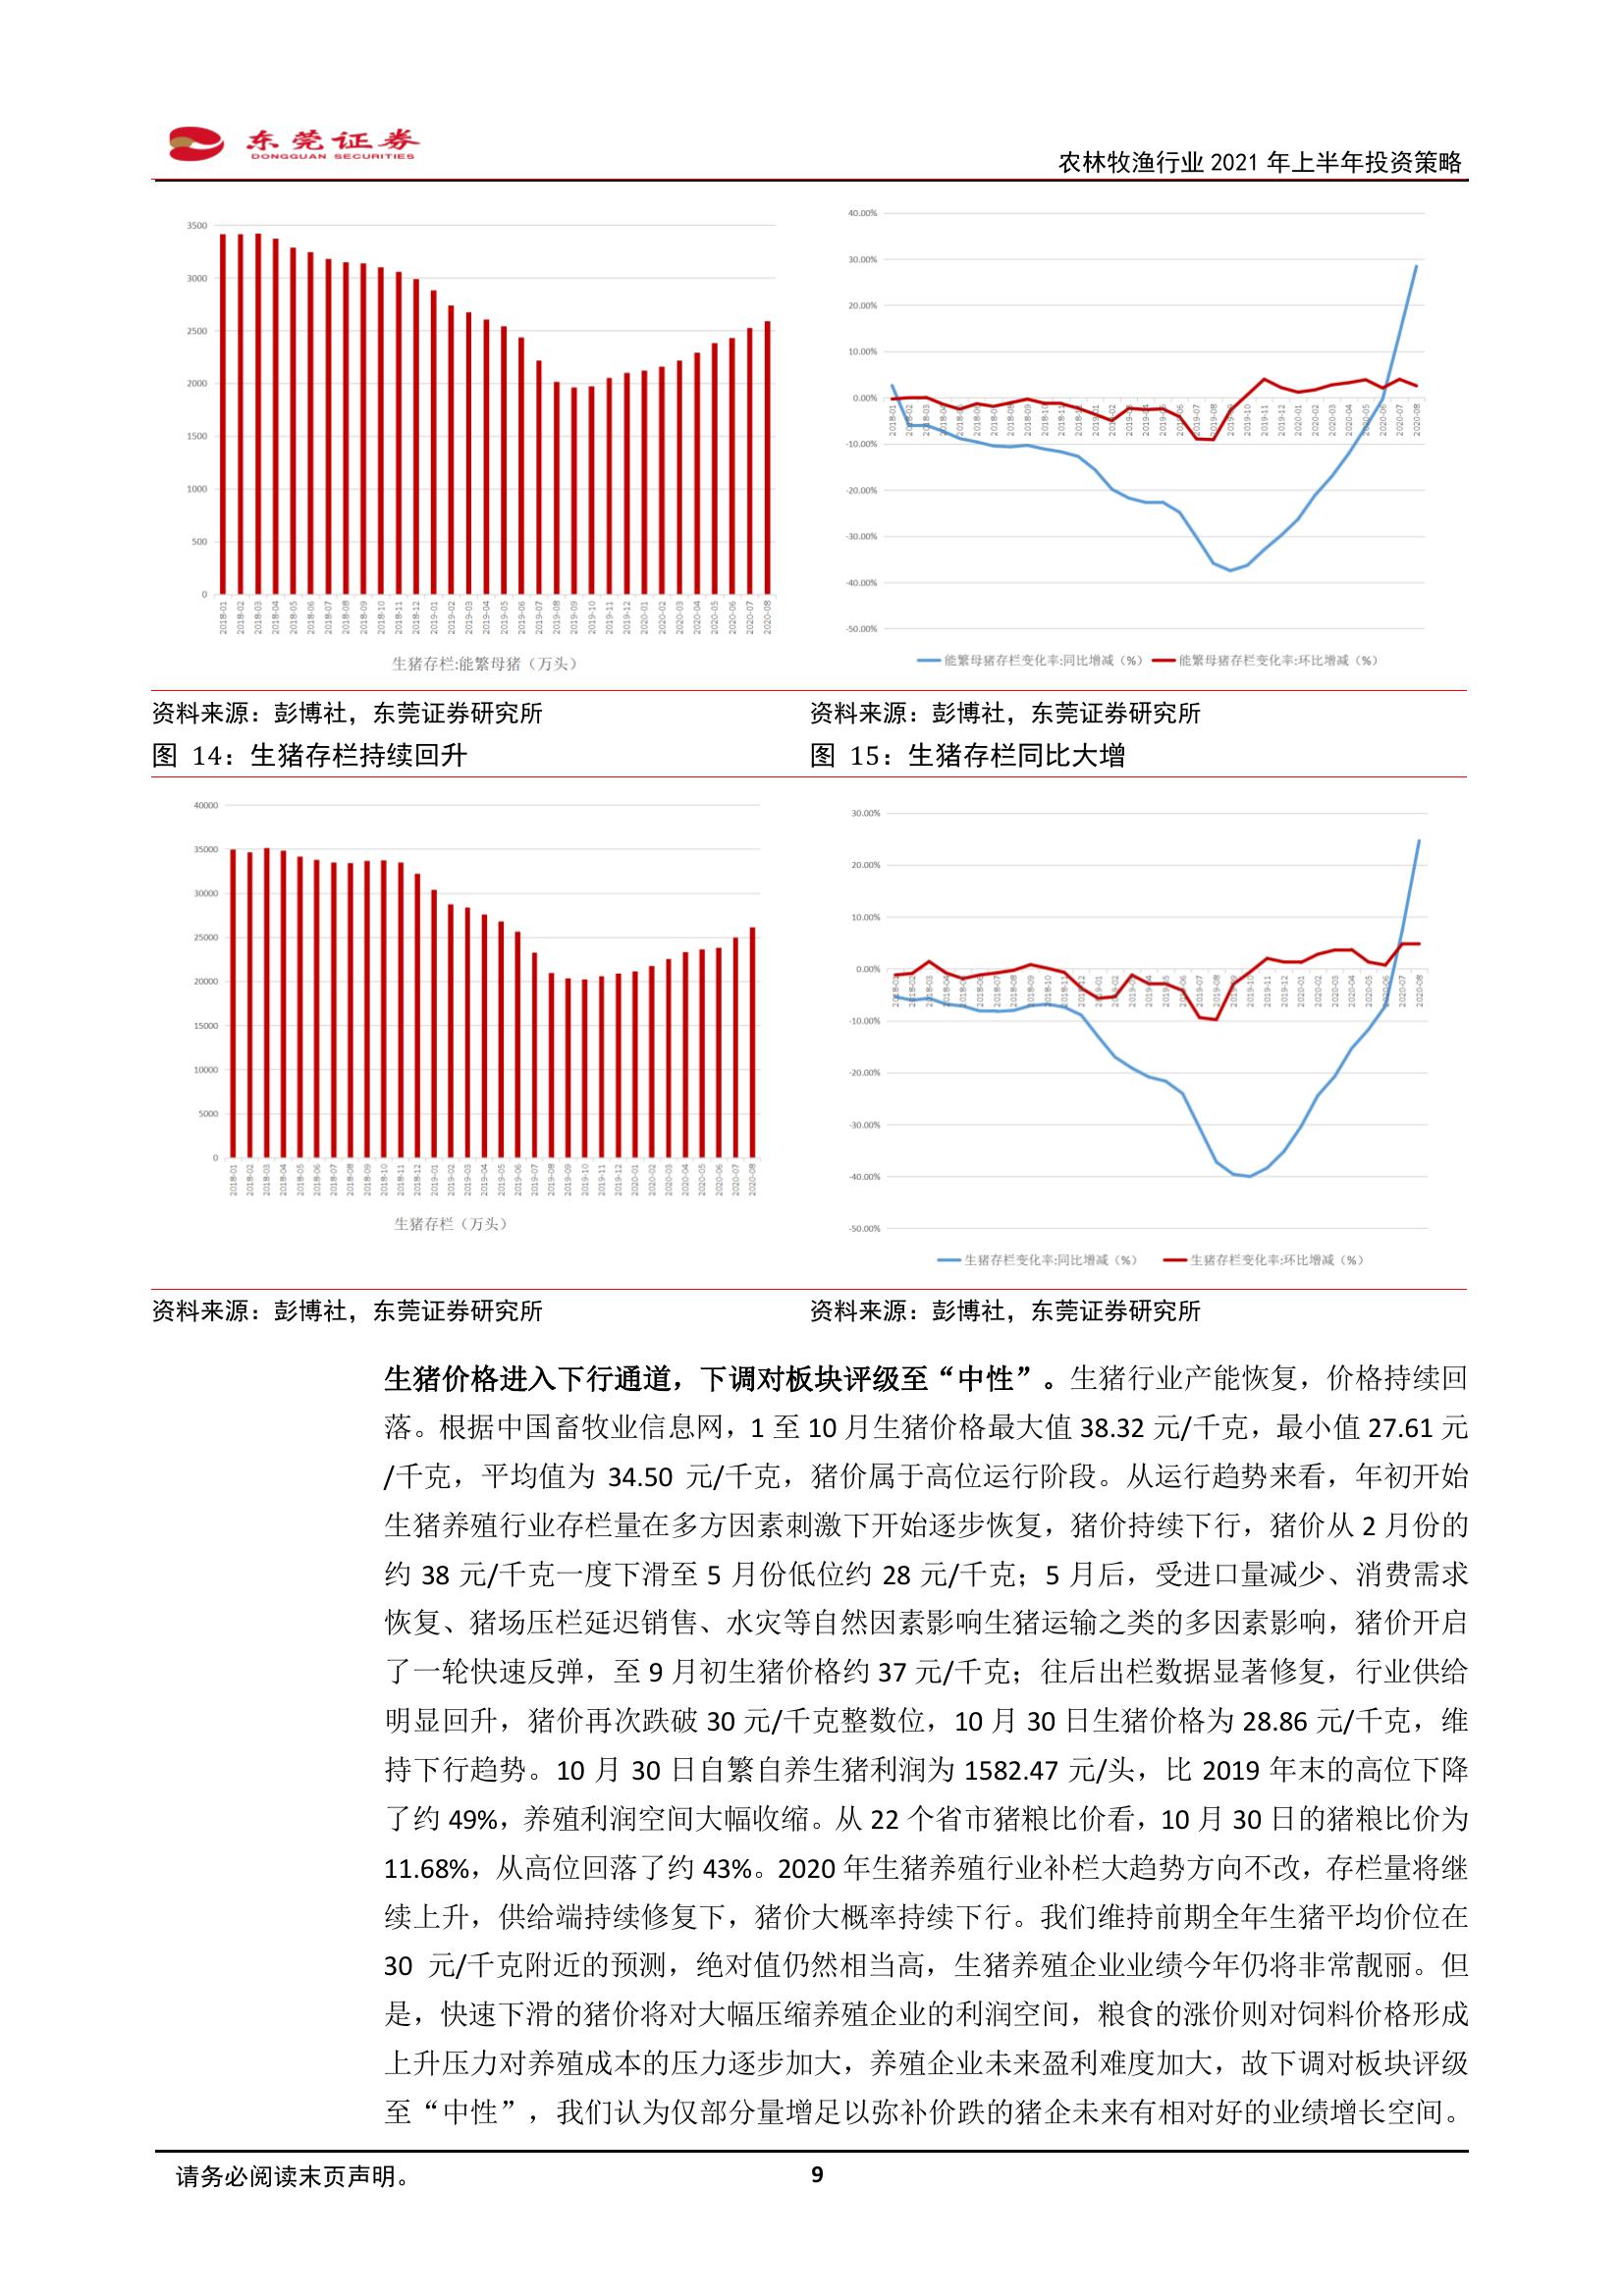 东莞证券
DONGGUAN SECURITIES
农林牧渔行业 2021 年上半年投资策略
3500
3000
2500
2000
1500
1000
500
0
2018-01 2018-02 2018-03 2018-04 2018-05 2018-06 2018-07 2018-08 2018-09 2018-10 2018-11 2018-12 2019-01 2019-02 2019-03 2019-04 2019-05 2019-06 2019-07 2019-08 2019-09 2019-10 2019-11 2019-12 2020-01 2020-02 2020-03 2020-04 2020-05 2020-06 2020-07 2020-08
生猪存栏:能繁母猪（万头）
40.00%
30.00%
20.00%
10.00%
0.00%
-10.00%
-20.00%
-30.00%
-40.00%
-50.00%
2018-01 2018-02 2018-03 2018-04 2018-05 2018-06 2018-07 2018-08 2018-09 2018-10 2018-11 2018-12 2019-01 2019-02 2019-03 2019-04 2019-05 2019-06 2019-07 2019-08 2019-09 2019-10 2019-11 2019-12 2020-01 2020-02 2020-03 2020-04 2020-05 2020-06 2020-07 2020-08
能繁母猪存栏变化率:同比增减（%） 能繁母猪存栏变化率:环比增减（%）
资料来源：彭博社，东莞证券研究所 资料来源：彭博社，东莞证券研究所
图 14：生猪存栏持续回升 图 15：生猪存栏同比大增
40000
35000
30000
25000
20000
15000
10000
5000
0
2018-01 2018-02 2018-03 2018-04 2018-05 2018-06 2018-07 2018-08 2018-09 2018-10 2018-11 2018-12 2019-01 2019-02 2019-03 2019-04 2019-05 2019-06 2019-07 2019-08 2019-09 2019-10 2019-11 2019-12 2020-01 2020-02 2020-03 2020-04 2020-05 2020-06 2020-07 2020-08
生猪存栏（万头）
30.00%
20.00%
10.00%
0.00%
-10.00%
-20.00%
-30.00%
-40.00%
-50.00%
2018-01 2018-02 2018-03 2018-04 2018-05 2018-06 2018-07 2018-08 2018-09 2018-10 2018-11 2018-12 2019-01 2019-02 2019-03 2019-04 2019-05 2019-06 2019-07 2019-08 2019-09 2019-10 2019-11 2019-12 2020-01 2020-02 2020-03 2020-04 2020-05 2020-06 2020-07 2020-08
生猪存栏变化率:同比增减（%） 生猪存栏变化率:环比增减（%）
资料来源：彭博社，东莞证券研究所 资料来源：彭博社，东莞证券研究所
生猪价格进入下行通道，下调对板块评级至“中性”。生猪行业产能恢复，价格持续回
落。根据中国畜牧业信息网，1 至 10 月生猪价格最大值 38.32 元/千克，最小值 27.61 元
/千克，平均值为 34.50 元/千克，猪价属于高位运行阶段。从运行趋势来看，年初开始
生猪养殖行业存栏量在多方因素刺激下开始逐步恢复，猪价持续下行，猪价从 2 月份的
约 38 元/千克一度下滑至 5 月份低位约 28 元/千克；5 月后，受进口量减少、消费需求
恢复、猪场压栏延迟销售、水灾等自然因素影响生猪运输之类的多因素影响，猪价开启
了一轮快速反弹，至 9 月初生猪价格约 37 元/千克；往后出栏数据显著修复，行业供给
明显回升，猪价再次跌破 30 元/千克整数位，10 月 30 日生猪价格为 28.86 元/千克，维
持下行趋势。10 月 30 日自繁自养生猪利润为 1582.47 元/头，比 2019 年末的高位下降
了约 49%，养殖利润空间大幅收缩。从 22 个省市猪粮比价看，10 月 30 日的猪粮比价为
11.68%，从高位回落了约 43%。2020 年生猪养殖行业补栏大趋势方向不改，存栏量将继
续上升，供给端持续修复下，猪价大概率持续下行。我们维持前期全年生猪平均价位在
30 元/千克附近的预测，绝对值仍然相当高，生猪养殖企业业绩今年仍将非常靓丽。但
是，快速下滑的猪价将对大幅压缩养殖企业的利润空间，粮食的涨价则对饲料价格形成
上升压力对养殖成本的压力逐步加大，养殖企业未来盈利难度加大，故下调对板块评级
至“中性”，我们认为仅部分量增足以弥补价跌的猪企未来有相对好的业绩增长空间。
请务必阅读末页声明。 9